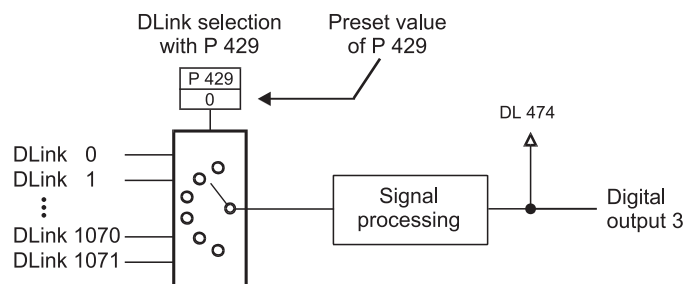 DLink selection
with P 429
Preset value
of P 429
P 429
0
DL 474
DLink 0
DLink 1
DLink 1070
DLink 1071
Signal
processing
Digital
output 3